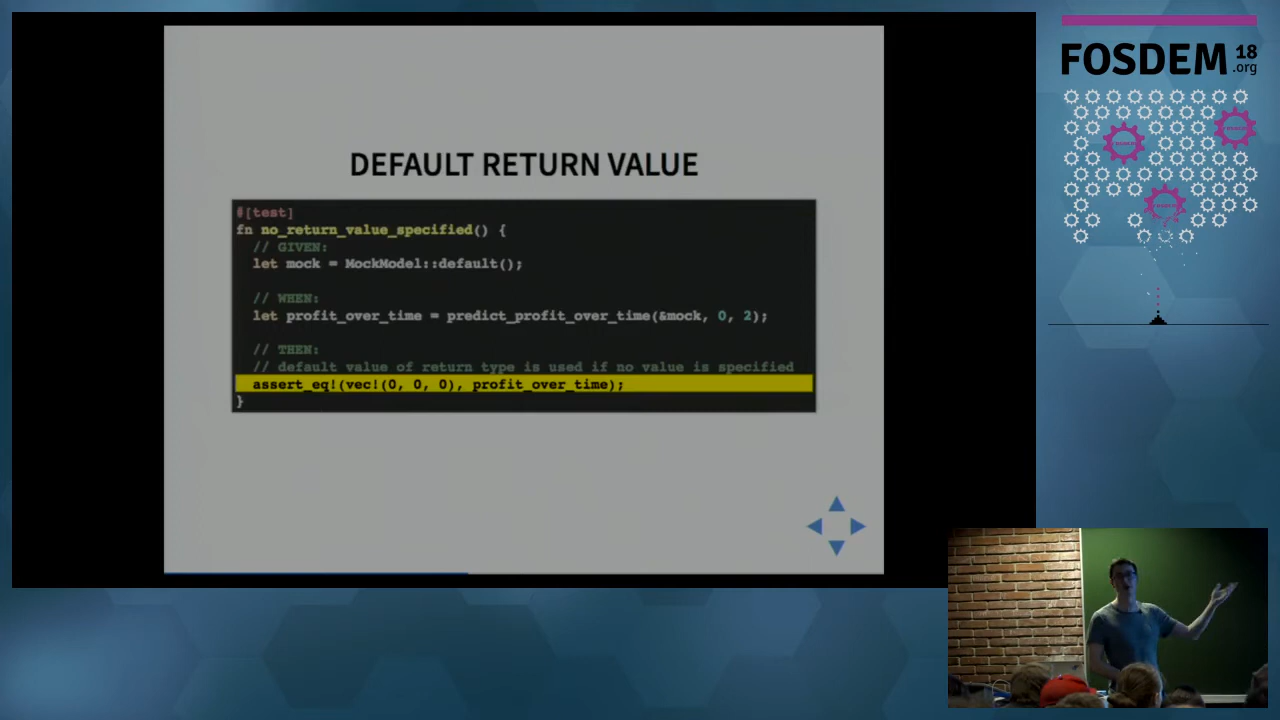 FOSDEM 18
.org
DEFAULT RETURN VALUE
#[test]
fn no_return_value_specified() {
// GIVEN:
let mock = MockModel::default();
// WHEN:
let profit_over_time = predict_profit_over_time(&mock, 0, 2);
// THEN:
// default value of return type is used if no value is specified
assert_eq!(vec!(0, 0, 0), profit_over_time);
}